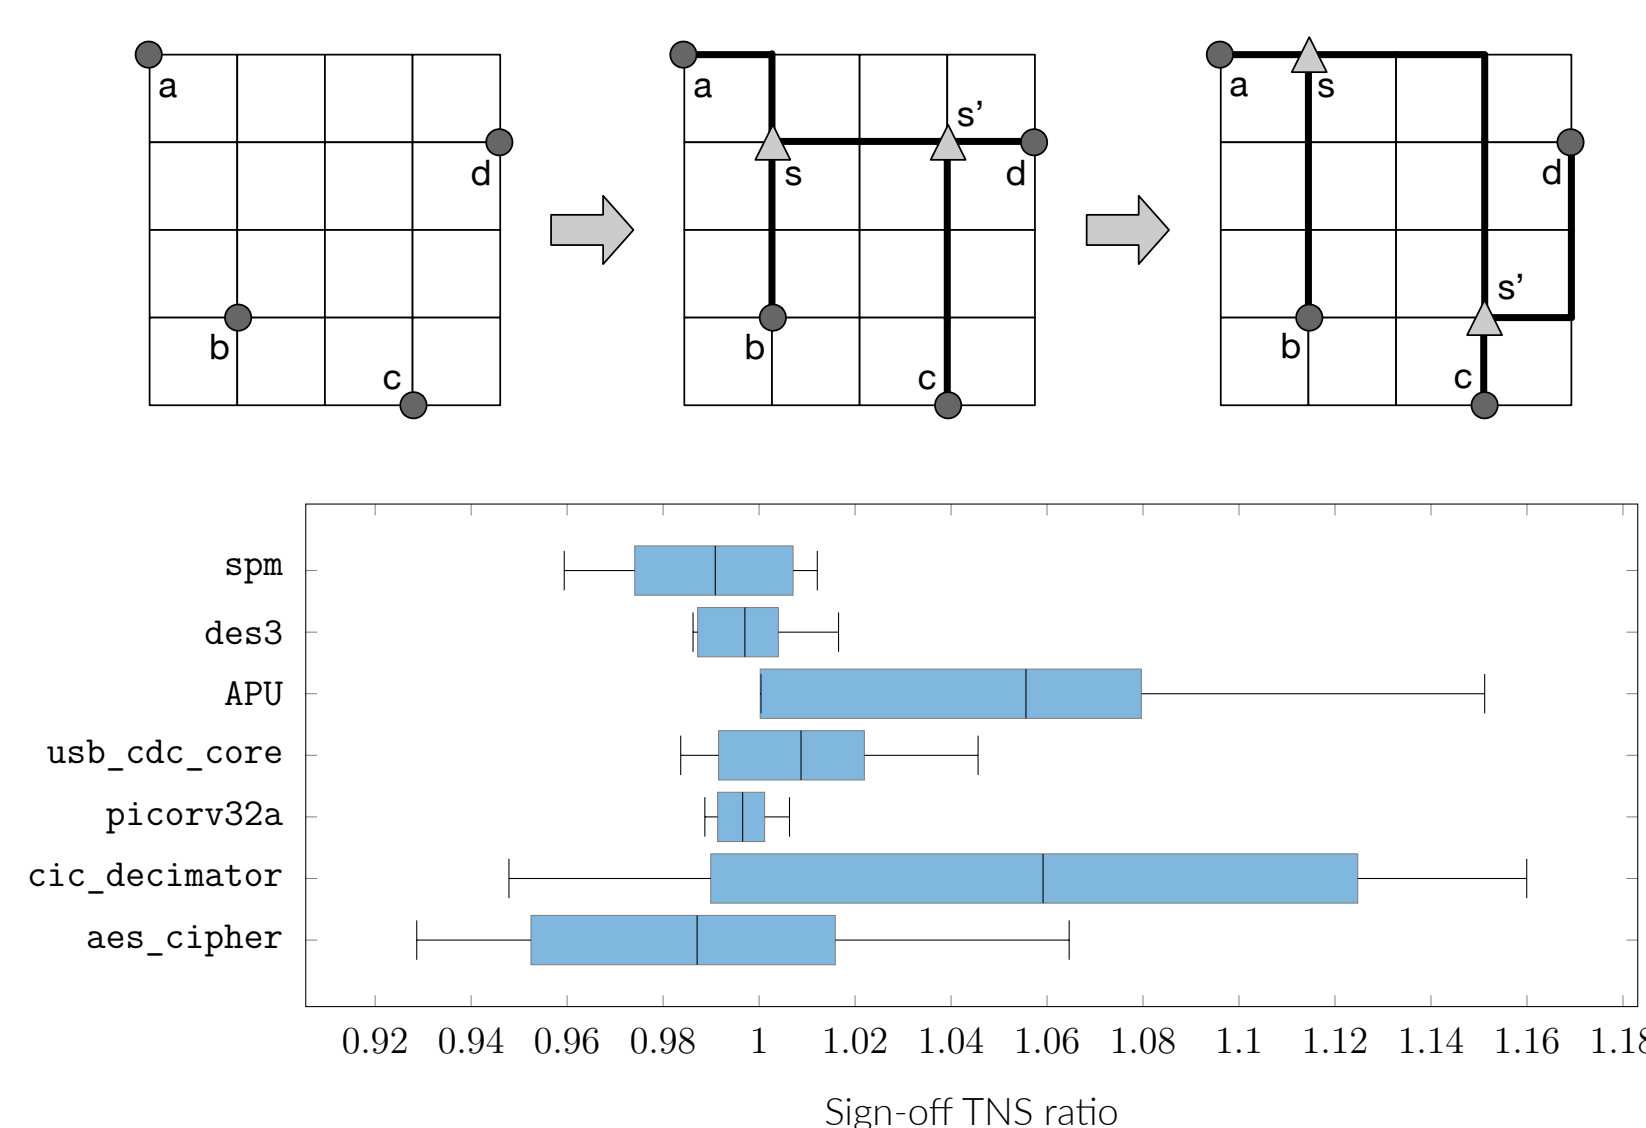 a
d
b
c
a
s'
s
d
b
c
a
s
d
s'
b
c
spm
des3
APU
usb_cdc_core
picorv32a
cic_decimator
aes_cipher
0.92 0.94 0.96 0.98 1 1.02 1.04 1.06 1.08 1.1 1.12 1.14 1.16
Sign-off TNS ratio